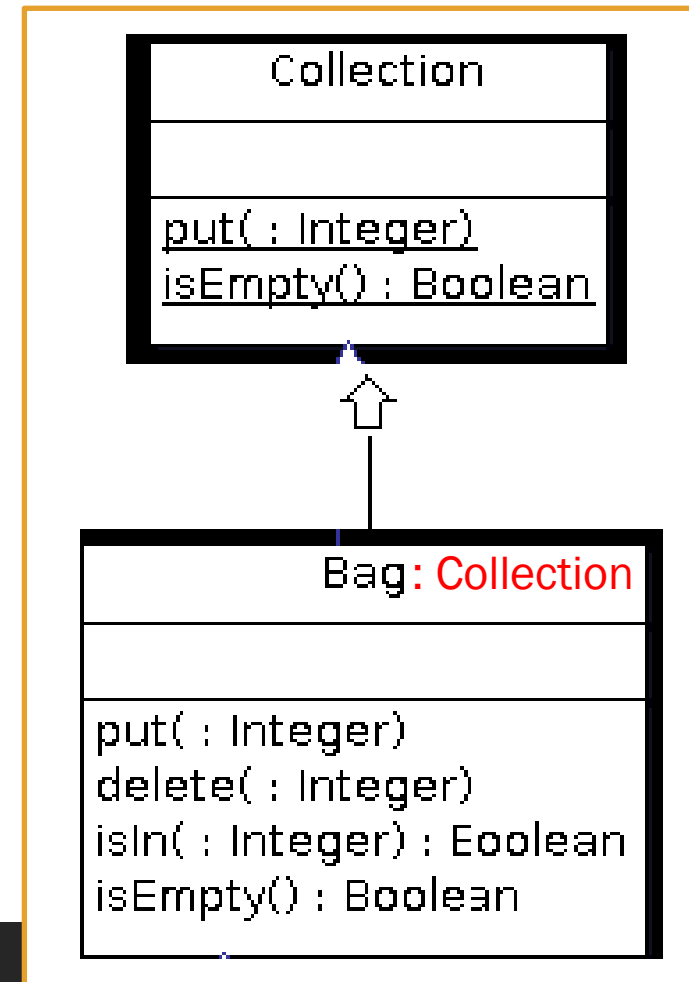 Collection
put( : Integer)
isEmpty() : Boolean
Bag: Collection
put( : Integer)
delete( : Integer)
isIn( : Integer) : Eoolean
isEmpty() : Boolean